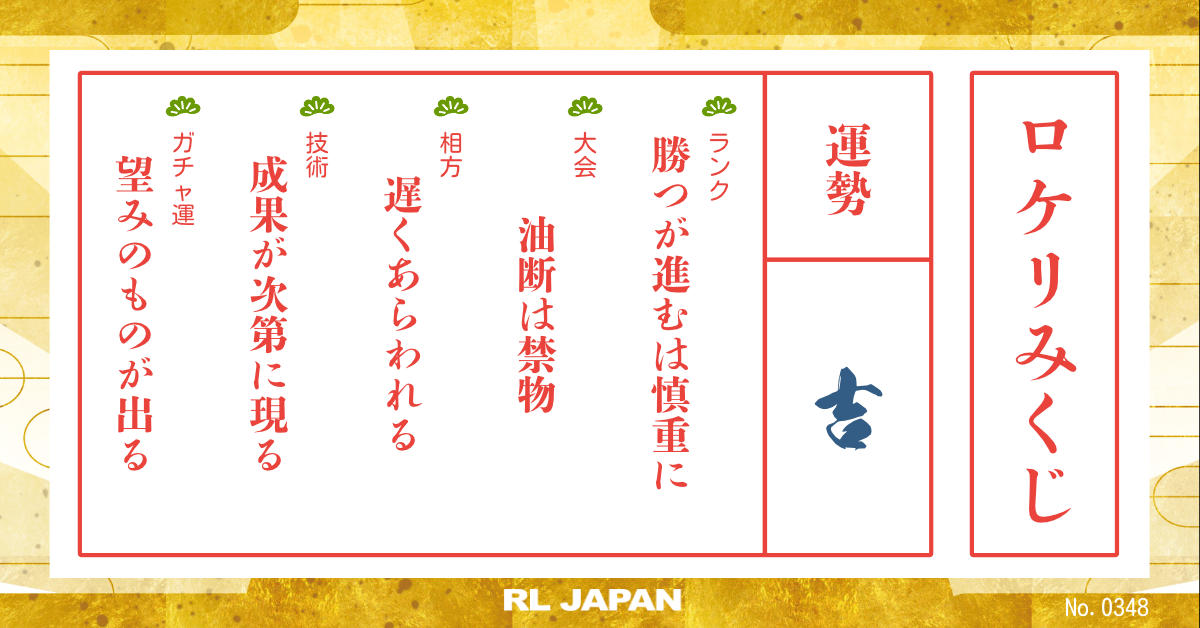 ロケリみくじ
運勢
吉
ランク
勝つが進むは慎重に
大会
油断は禁物
相方
遅くあらわれる
技術
成果が次第に現る
ガチャ運
望みのものが出る
RL JAPAN
No. 0348